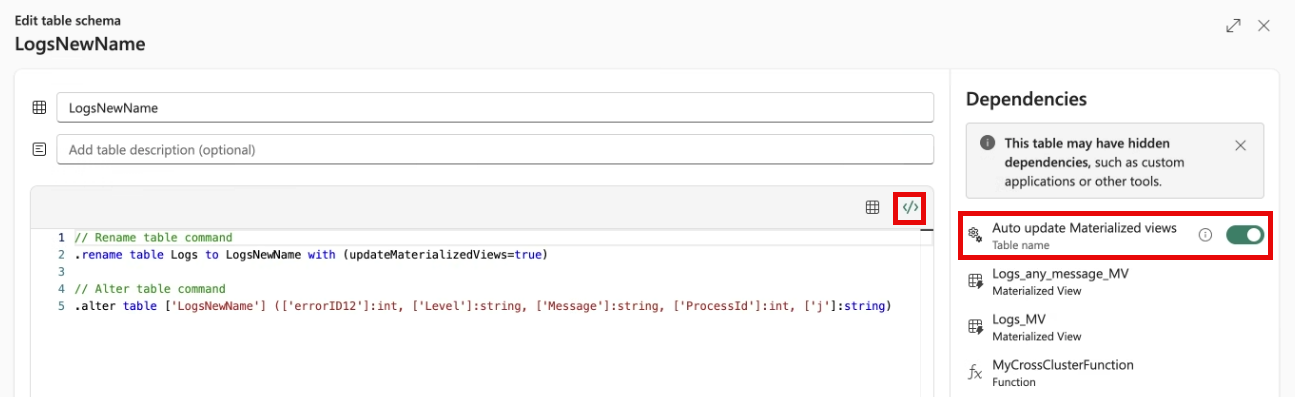 Edit table schema
LogsNewName
LogsNewName
Add table description (optional)
</>
1 // Rename table command
2 .rename table Logs to LogsNewName with (updateMaterializedViews=true)
3
4 // Alter table command
5 .alter table ['LogsNewName'] (['errorID12']:int, ['Level']:string, ['Message']:string, ['ProcessId']:int, ['j']:string)
Dependencies
This table may have hidden
dependencies, such as custom
applications or other tools.
Auto update Materialized views
Table name
Logs_any_message_MV
Materialized View
Logs_MV
Materialized View
fx MyCrossClusterFunction
Function